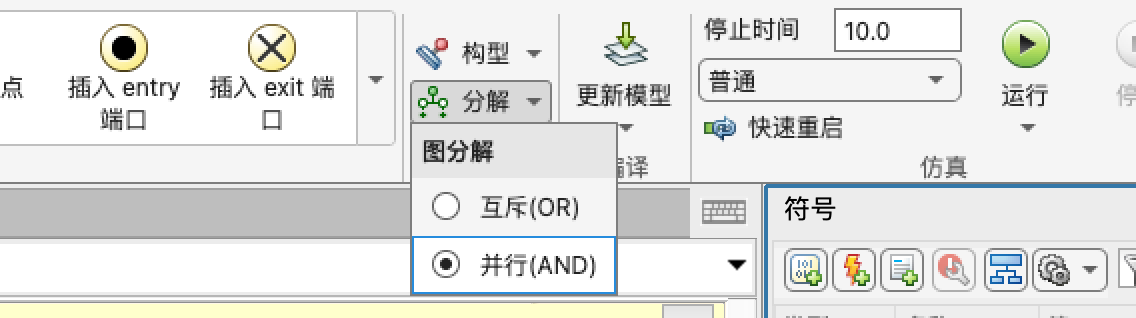 点
插入 entry
端口
插入 exit 端
口
构型
分解
图分解
互斥(OR)
并行(AND)
更新模型
编译
停止时间
10.0
普通
快速重启
运行
仿真
符号